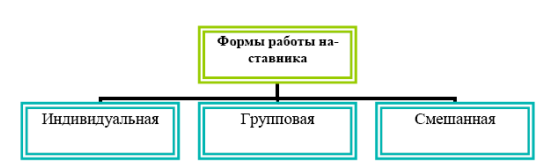 Формы работы на-
ставника
Индивидуальная
Групповая
Смешанная